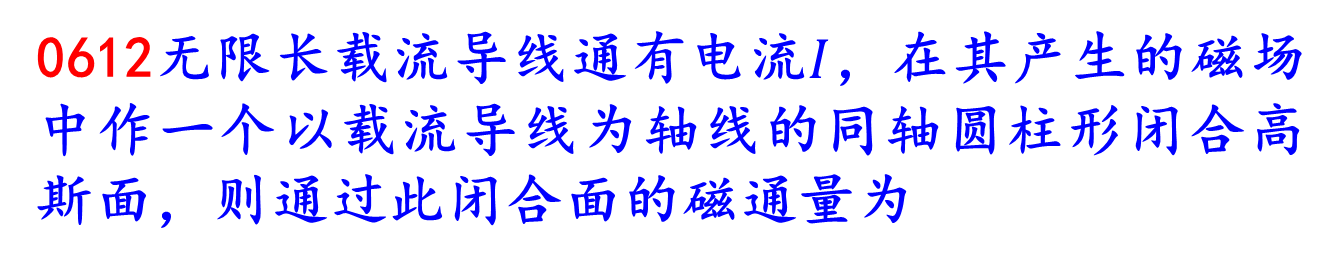 0612无限长载流导线通有电流I，在其产生的磁场
中作一个以载流导线为轴线的同轴圆柱形闭合高
斯面，则通过此闭合面的磁通量为